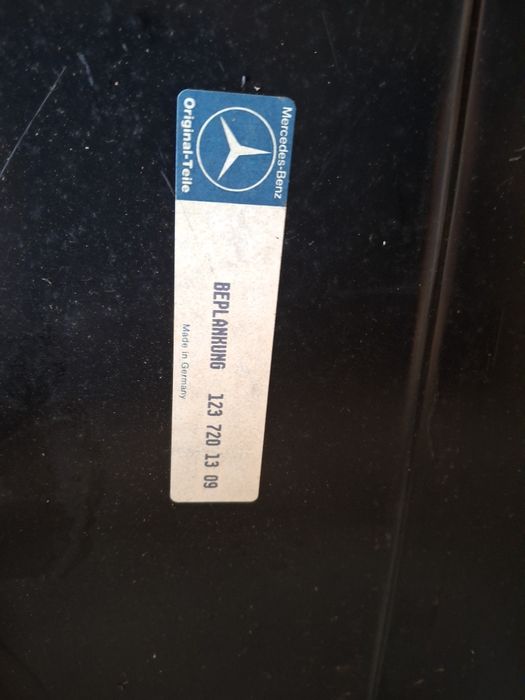 Mercedes-Benz
Original-Teile
BEPLANKUNG 123 720 13 09
Made in Germany